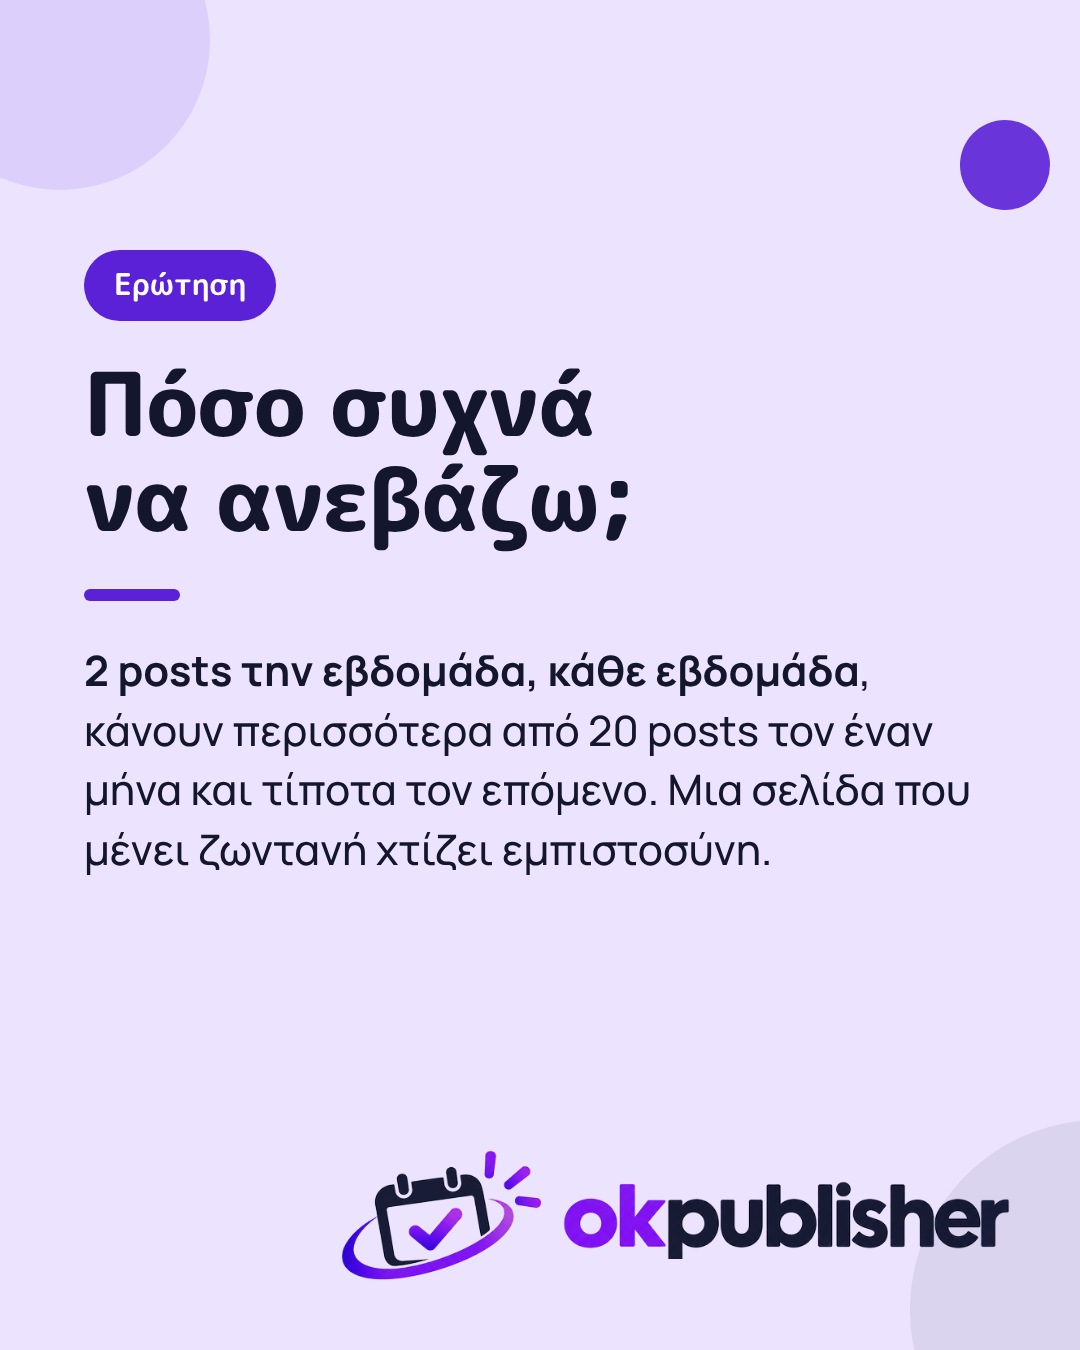 Ερώτηση
Πόσο συχνά
να ανεβάζω;
2 posts την εβδομάδα, κάθε εβδομάδα,
κάνουν περισσότερα από 20 posts τον έναν
μήνα και τίποτα τον επόμενο. Μια σελίδα που
μένει ζωντανή χτίζει εμπιστοσύνη.
okpublisher